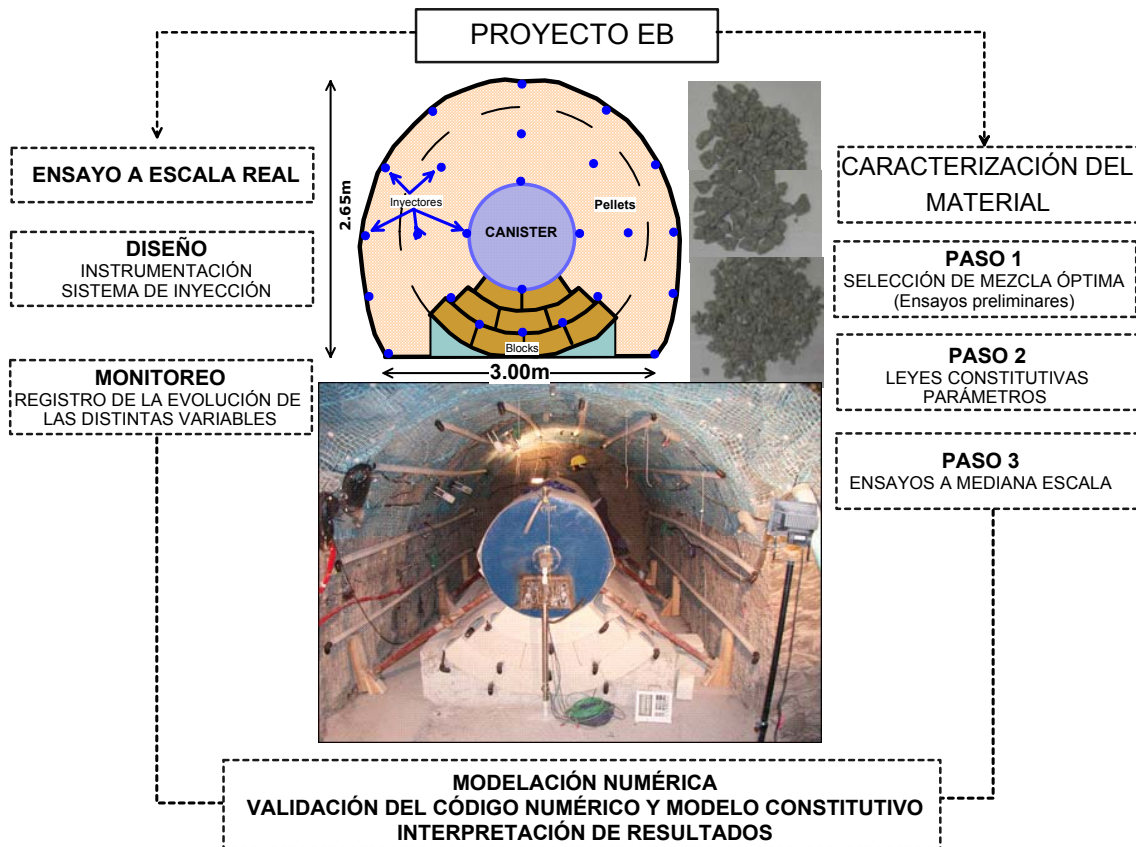 PROYECTO EB
ENSAYO A ESCALA REAL
DISEÑO
INSTRUMENTACIÓN
SISTEMA DE INYECCIÓN
MONITOREO
REGISTRO DE LA EVOLUCIÓN DE
LAS DISTINTAS VARIABLES
2.65m
Inyectores
Pellets
CANISTER
Blocks
3.00m
CARACTERIZACIÓN DEL
MATERIAL
PASO 1
SELECCIÓN DE MEZCLA ÓPTIMA
(Ensayos preliminares)
PASO 2
LEYES CONSTITUTIVAS
PARÁMETROS
PASO 3
ENSAYOS A MEDIANA ESCALA
MODELACIÓN NUMÉRICA
VALIDACIÓN DEL CÓDIGO NUMÉRICO Y MODELO CONSTITUTIVO
INTERPRETACIÓN DE RESULTADOS